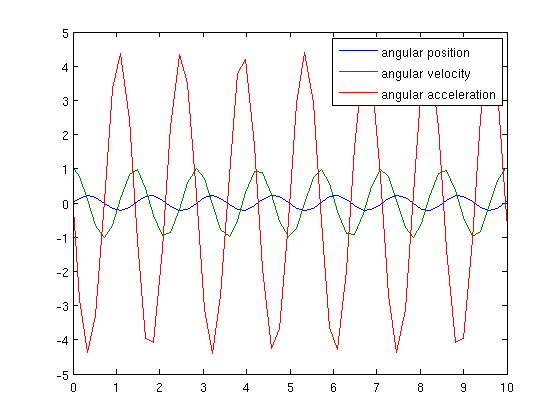 5
4
3
2
1
0
-1
-2
-3
-4
-5
0 1 2 3 4 5 6 7 8 9 10
angular position
angular velocity
angular acceleration